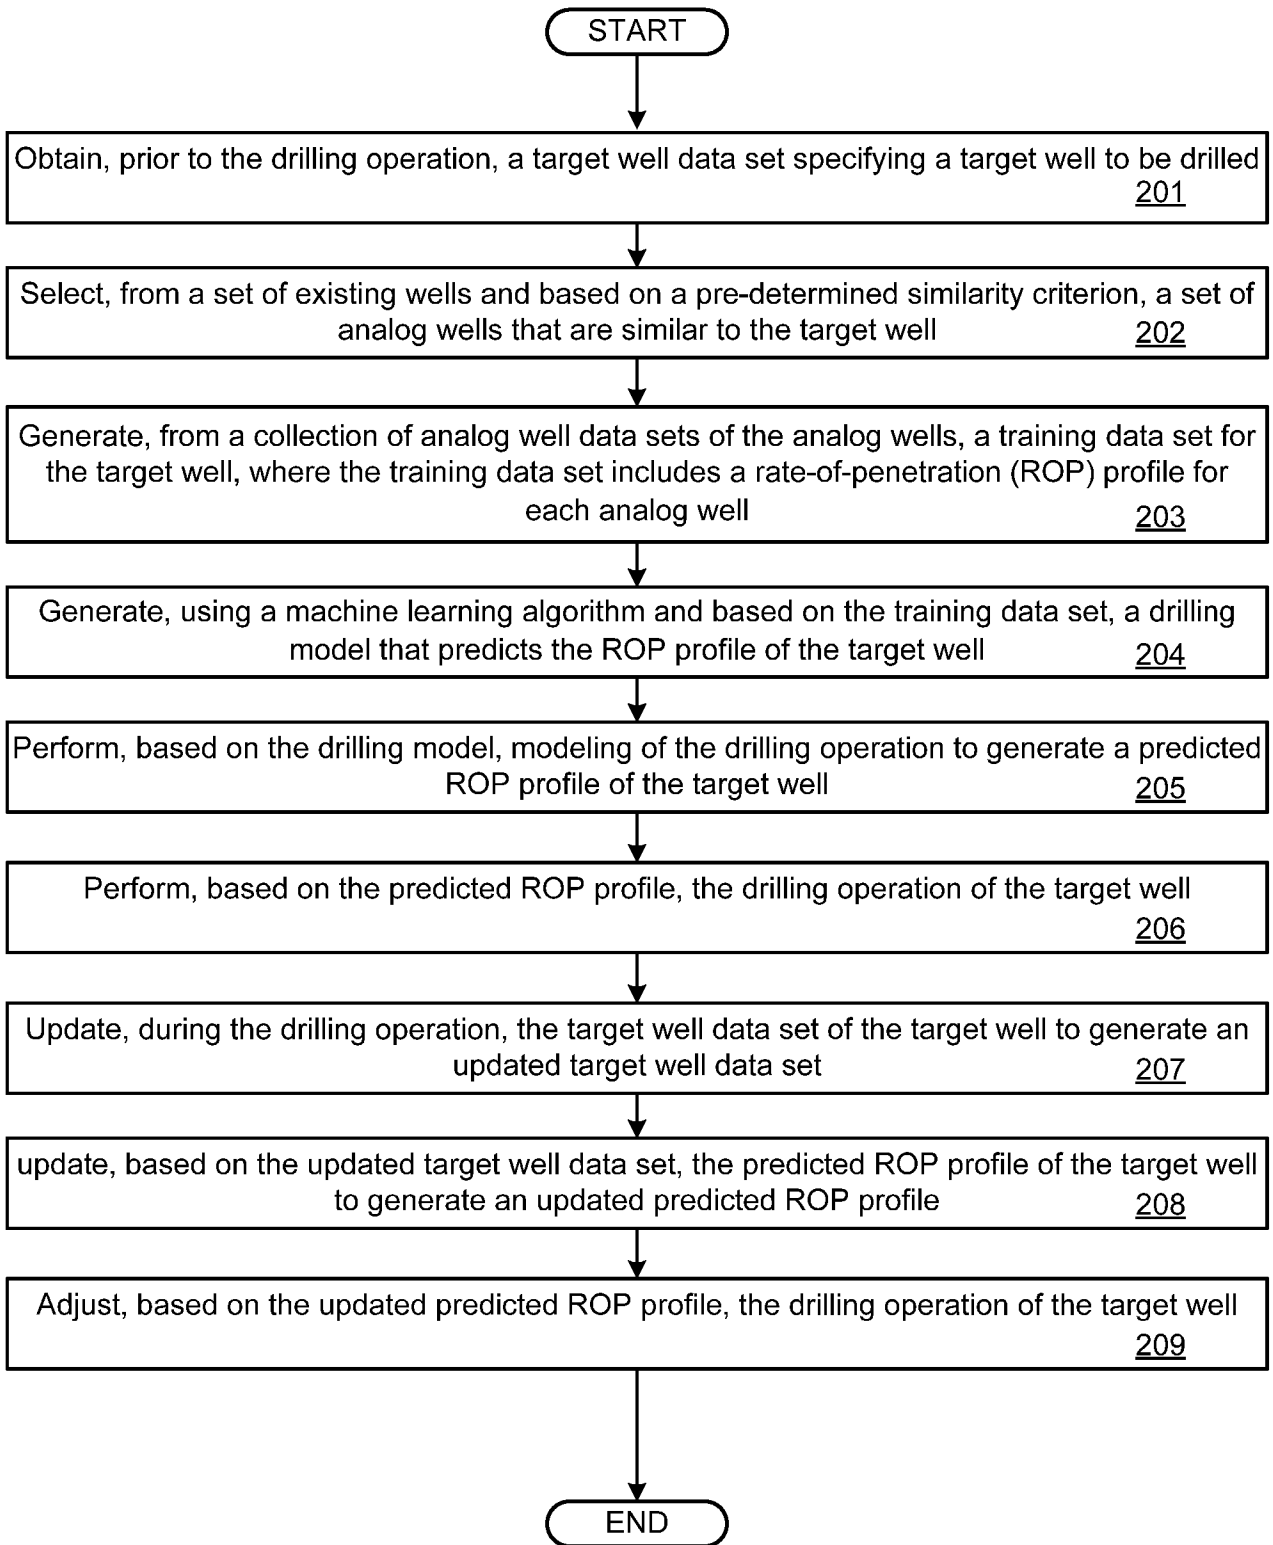 START
Obtain, prior to the drilling operation, a target well data set specifying a target well to be drilled
201
Select, from a set of existing wells and based on a pre-determined similarity criterion, a set of
analog wells that are similar to the target well
202
Generate, from a collection of analog well data sets of the analog wells, a training data set for
the target well, where the training data set includes a rate-of-penetration (ROP) profile for
each analog well
203
Generate, using a machine learning algorithm and based on the training data set, a drilling
model that predicts the ROP profile of the target well
204
Perform, based on the drilling model, modeling of the drilling operation to generate a predicted
ROP profile of the target well
205
Perform, based on the predicted ROP profile, the drilling operation of the target well
206
Update, during the drilling operation, the target well data set of the target well to generate an
updated target well data set
207
update, based on the updated target well data set, the predicted ROP profile of the target well
to generate an updated predicted ROP profile
208
Adjust, based on the updated predicted ROP profile, the drilling operation of the target well
209
END